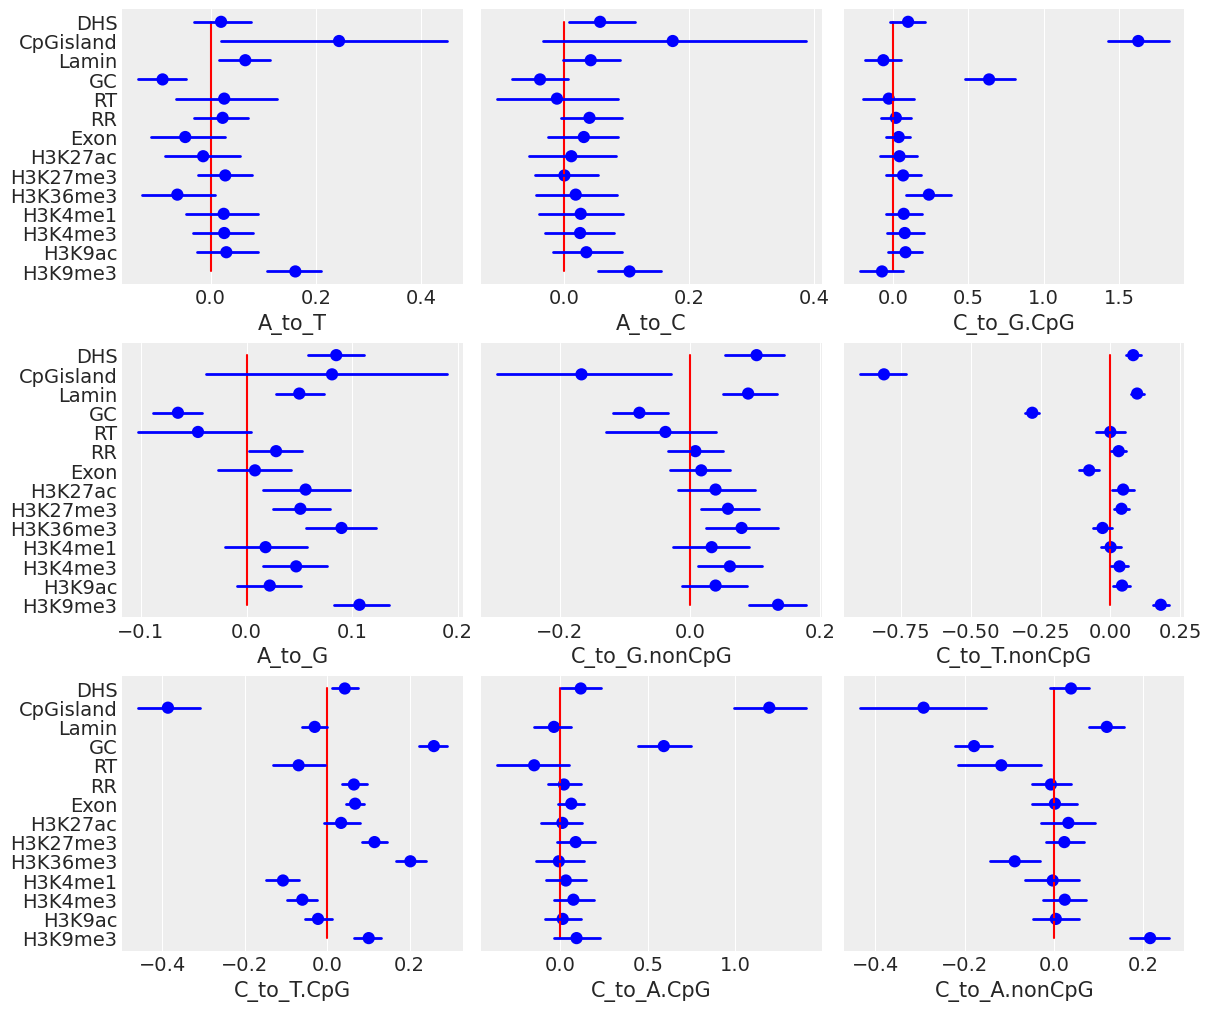 DHS
CpGisland
Lamin
GC
RT
RR
Exon
H3K27ac
H3K27me3
H3K36me3
H3K4me1
H3K4me3
H3K9ac
H3K9me3
0.0 0.2 0.4
A_to_T
0.0 0.2 0.4
A_to_C
0.0 0.5 1.0 1.5
C_to_G.CpG
DHS
CpGisland
Lamin
GC
RT
RR
Exon
H3K27ac
H3K27me3
H3K36me3
H3K4me1
H3K4me3
H3K9ac
H3K9me3
−0.1 0.0 0.1 0.2
A_to_G
−0.2 0.0 0.2
C_to_G.nonCpG
−0.75 −0.50 −0.25 0.00 0.25
C_to_T.nonCpG
DHS
CpGisland
Lamin
GC
RT
RR
Exon
H3K27ac
H3K27me3
H3K36me3
H3K4me1
H3K4me3
H3K9ac
H3K9me3
−0.4 −0.2 0.0 0.2
C_to_T.CpG
0.0 0.5 1.0
C_to_A.CpG
−0.4 −0.2 0.0 0.2
C_to_A.nonCpG